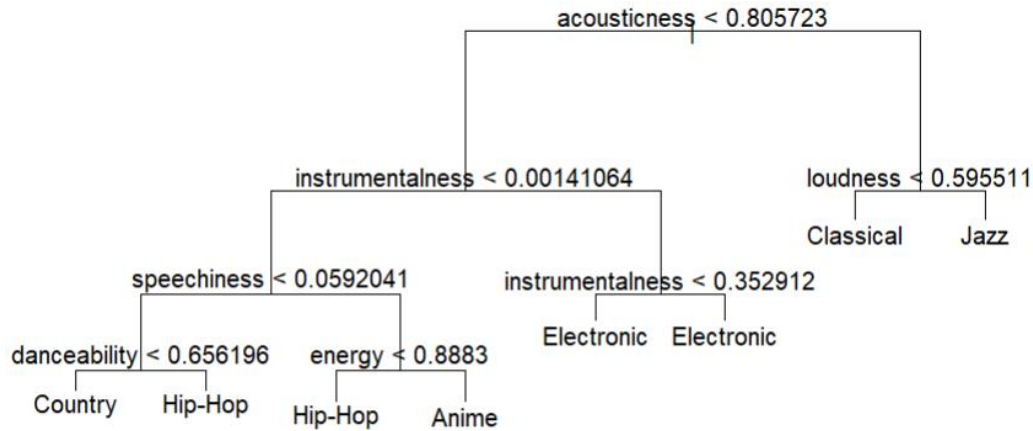 acousticness < 0.805723
instrumentalness < 0.00141064
loudness < 0.595511
Classical
Jazz
speechiness < 0.0592041
instrumentalness < 0.352912
Electronic
Electronic
danceability < 0.656196
energy < 0.8883
Country
Hip-Hop
Hip-Hop
Anime